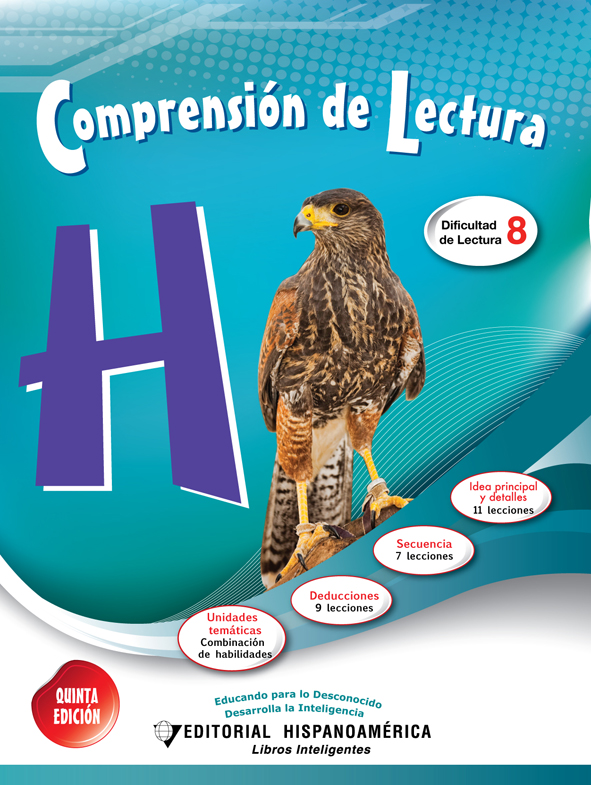 Comprensión de Lectura
H
Dificultad
de Lectura 8
Idea principal
y detalles
11 lecciones
Secuencia
7 lecciones
Deducciones
9 lecciones
Unidades
temáticas
Combinación
de habilidades
QUINTA
EDICIÓN
Educando para lo Desconocido
Desarrolla la Inteligencia
EDITORIAL HISPANOAMÉRICA
Libros Inteligentes